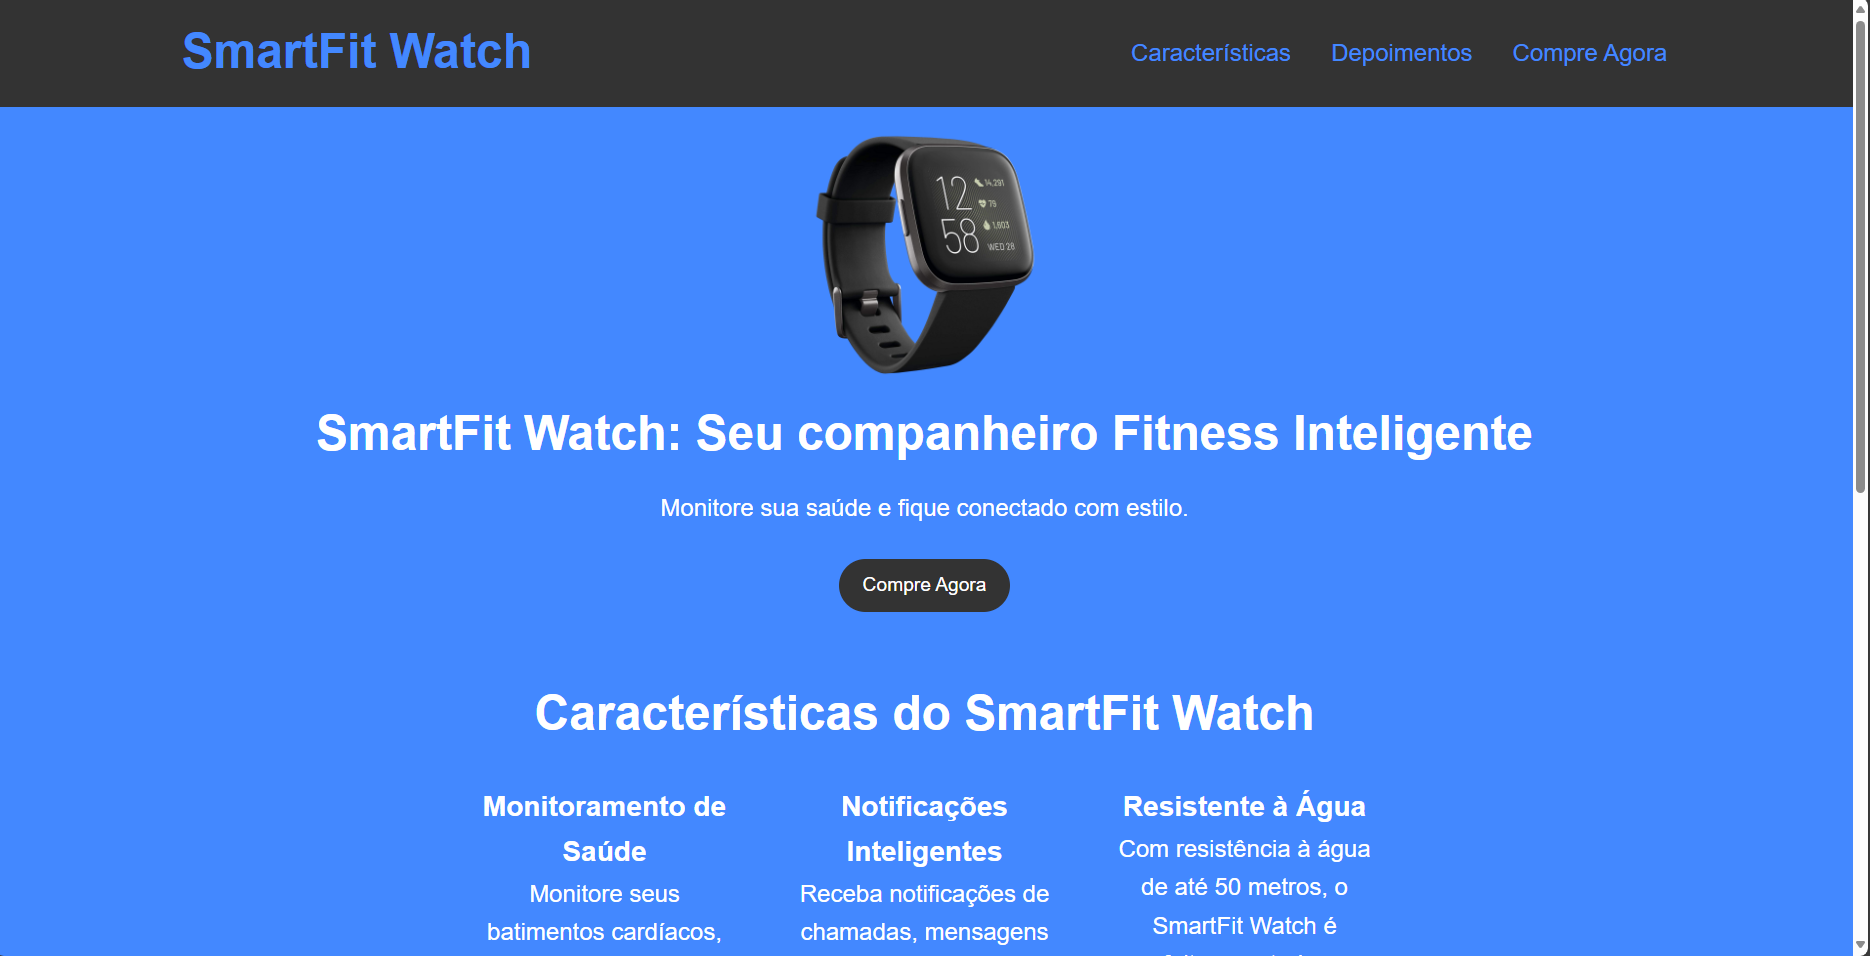 SmartFit Watch
Características Depoimentos Compre Agora
12
58
14,291
79
1,603
WED 28
SmartFit Watch: Seu companheiro Fitness Inteligente
Monitore sua saúde e fique conectado com estilo.
Compre Agora
Características do SmartFit Watch
Monitoramento de
Saúde
Monitore seus
batimentos cardíacos,
Notificações
Inteligentes
Receba notificações de
chamadas, mensagens
Resistente à Água
Com resistência à água
de até 50 metros, o
SmartFit Watch é